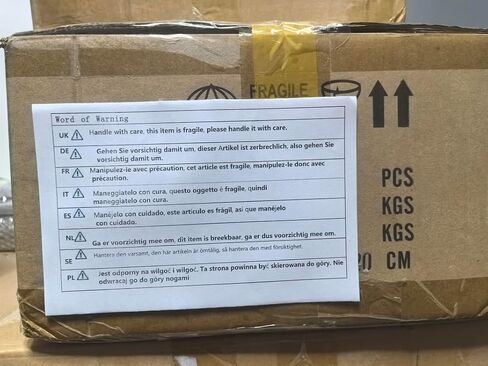 FRAGILE
Word of Warning
UK Handle with care, this item is fragile, please handle it with care.
DE Gehen Sie vorsichtig damit um, dieser Artikel ist zerbrechlich, also gehen Sie
vorsichtig damit um.
FR Manipulez-le avec précaution, cet article est fragile, manipulez-le donc avec
précaution.
IT Maneggiatelo con cura, questo oggetto è fragile, quindi
maneggiatelo con cura.
ES Manéjelo con cuidado, este artículo es frágil, así que manéjelo
con cuidado.
NL Ga er voorzichtig mee om, dit item is breekbaar, ga er dus voorzichtig mee om.
SE Hantera den varsamt, den här artikeln är ömtålig, så hantera den med försiktighet.
PL Jest odporny na wilgoć i wilgoć. Ta strona powinna być skierowana do góry. Nie
odwracaj go do góry nogami
PCS
KGS
KGS
20 CM